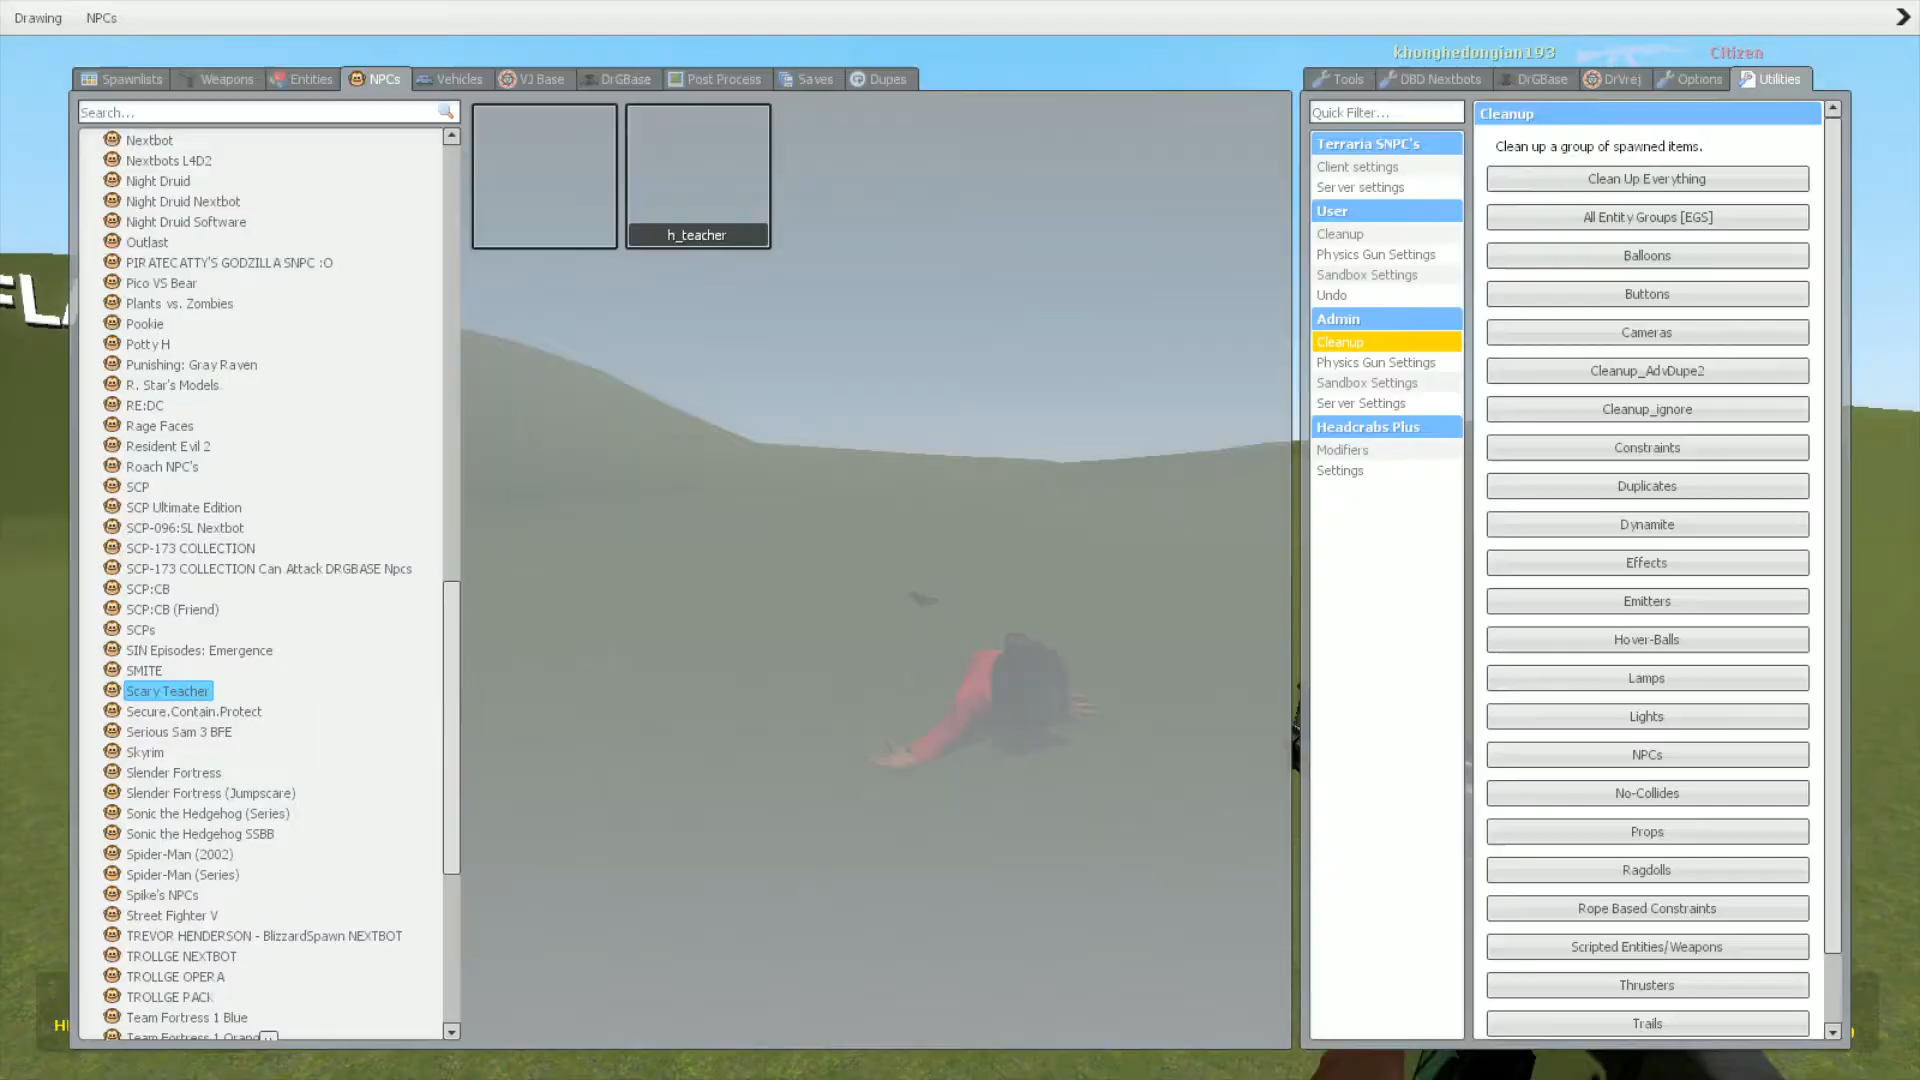 Drawing NPCs
khonghedongian193 Citizen
Spawnlists Weapons Entities NPCs Vehicles VJ Base DrGBase Post Process Saves Dupes
Search...
Nextbot
Nextbots L4D2
Night Druid
Night Druid Nextbot
Night Druid Software
Outlast
PIRATECATTY'S GODZILLA SNPC :O
Pico VS Bear
Plants vs. Zombies
Pookie
Potty H
Punishing: Gray Raven
R. Star's Models
RE:DC
Rage Faces
Resident Evil 2
Roach NPC's
SCP
SCP Ultimate Edition
SCP-096:SL Nextbot
SCP-173 COLLECTION
SCP-173 COLLECTION Can Attack DRGBASE Npcs
SCP:CB
SCP:CB (Friend)
SCPs
SIN Episodes: Emergence
SMITE
Scary Teacher
Secure.Contain.Protect
Serious Sam 3 BFE
Skyrim
Slender Fortress
Slender Fortress (Jumpscare)
Sonic the Hedgehog (Series)
Sonic the Hedgehog SSBB
Spider-Man (2002)
Spider-Man (Series)
Spike's NPCs
Street Fighter V
TREVOR HENDERSON - BlizzardSpawn NEXTBOT
TROLLGE NEXTBOT
TROLLGE OPERA
TROLLGE PACK
Team Fortress 1 Blue
Team Fortress 1 Orang
h_teacher
Tools DBD Nextbots DrGBase DrVrej Options Utilities
Quick Filter...
Terraria SNPC's
Client settings
Server settings
User
Cleanup
Physics Gun Settings
Sandbox Settings
Undo
Admin
Cleanup
Physics Gun Settings
Sandbox Settings
Server Settings
Headcrabs Plus
Modifiers
Settings
Cleanup
Clean up a group of spawned items.
Clean Up Everything
All Entity Groups [EGS]
Balloons
Buttons
Cameras
Cleanup_AdvDupe2
Cleanup_ignore
Constraints
Duplicates
Dynamite
Effects
Emitters
Hover-Balls
Lamps
Lights
NPCs
No-Collides
Props
Ragdolls
Rope Based Constraints
Scripted Entities/Weapons
Thrusters
Trails